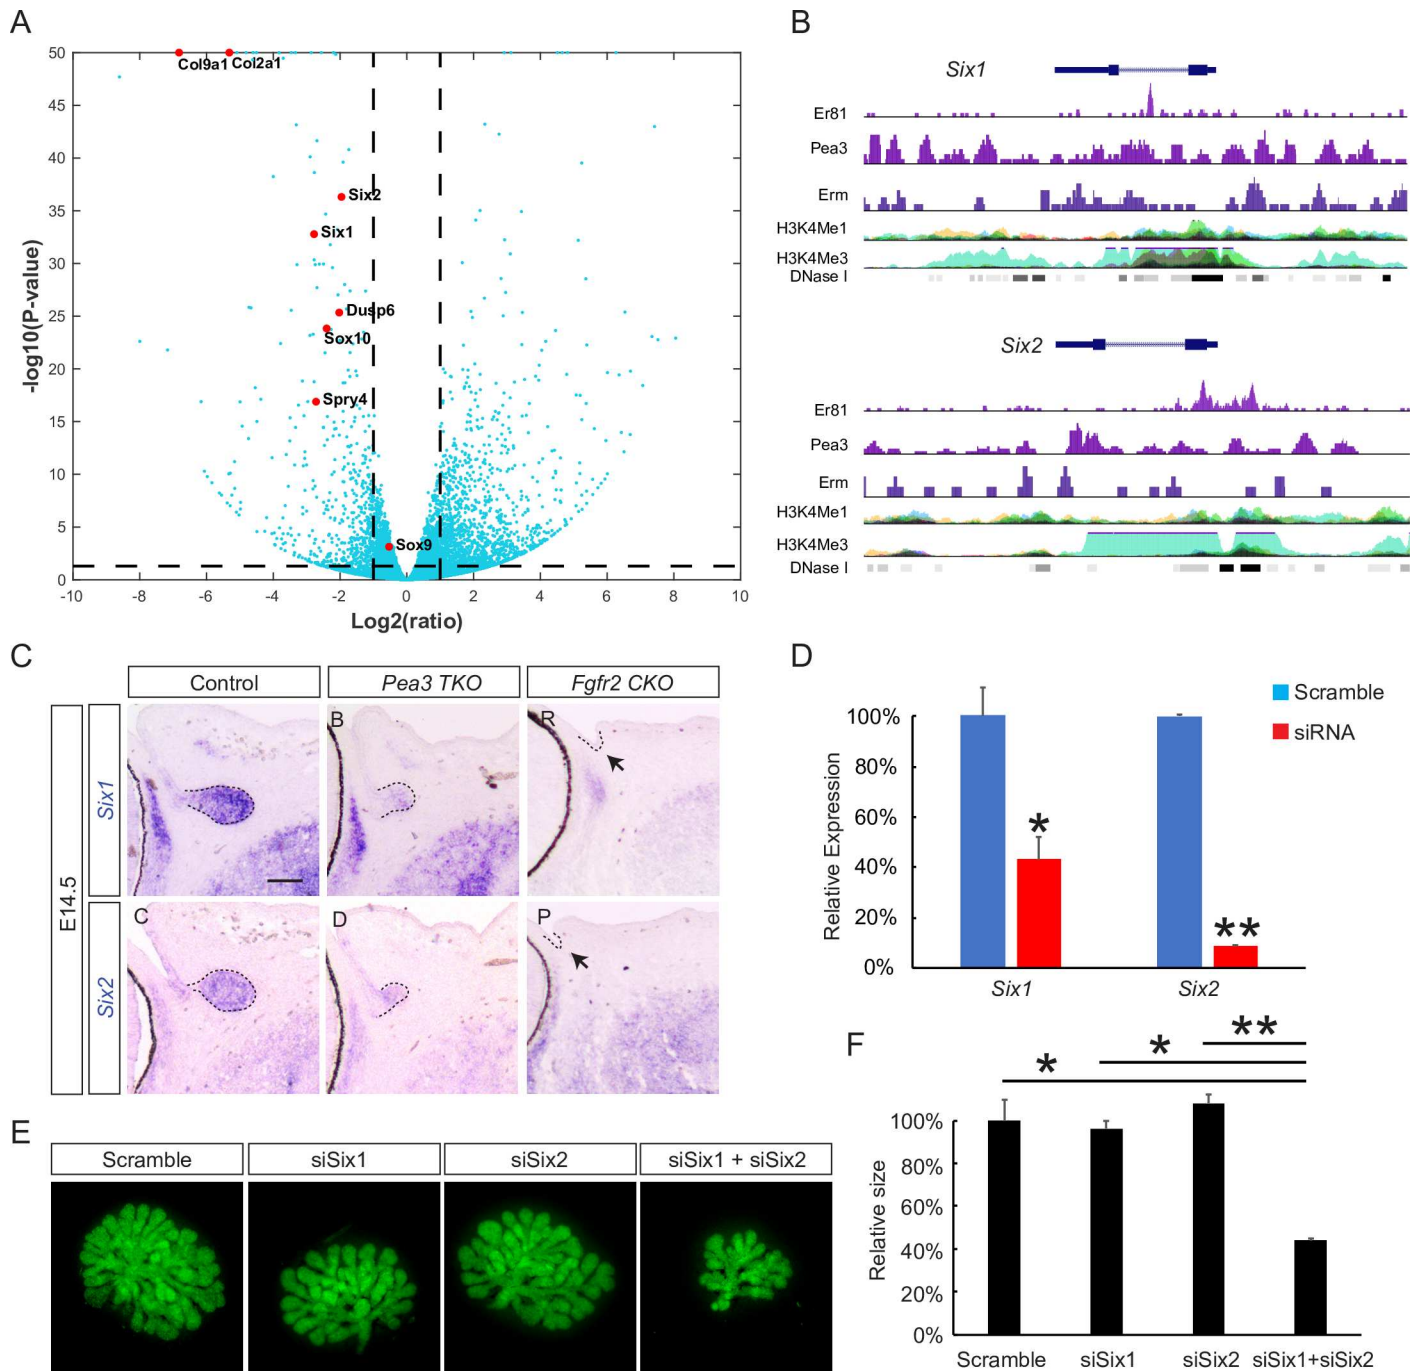 A
50
45
40
35
30
25
20
15
10
5
0
-10
-8
-6
-4
-2
0
2
4
6
8
10
-log10(P-value)
Log2(ratio)
Col9a1
Col2a1
Six2
Six1
Dusp6
Sox10
Spry4
Sox9
B
Six1
Er81
Pea3
Erm
H3K4Me1
H3K4Me3
DNase I
Six2
Er81
Pea3
Erm
H3K4Me1
H3K4Me3
DNase I
C
Control
Pea3 TKO
Fgfr2 CKO
E14.5
Six1
B
R
Six2
C
D
P
D
Scramble
siRNA
Relative Expression
100%
80%
60%
40%
20%
0%
*
**
Six1
Six2
E
Scramble
siSix1
siSix2
siSix1 + siSix2
F
**
*
*
Relative size
100%
80%
60%
40%
20%
0%
Scramble
siSix1
siSix2
siSix1+siSix2